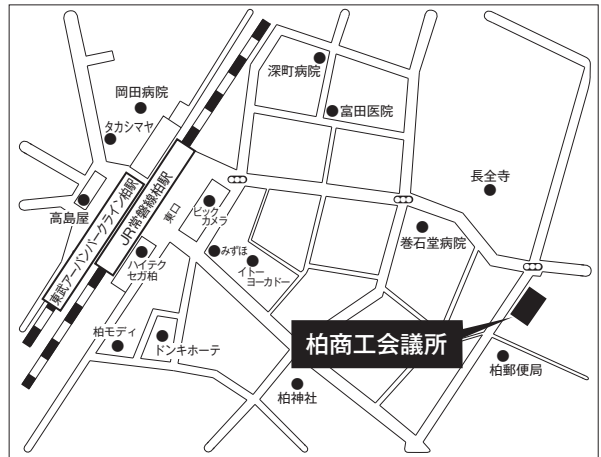 深町病院
岡田病院
富田医院
タカシマヤ
長全寺
高島屋
東武アーバンパークライン柏駅
JR常磐線柏駅
東口
ビック
カメラ
巻石堂病院
みずほ
イトー
ヨーカドー
ハイテク
セガ柏
柏モディ
ドンキホーテ
柏商工会議所
柏郵便局
柏神社